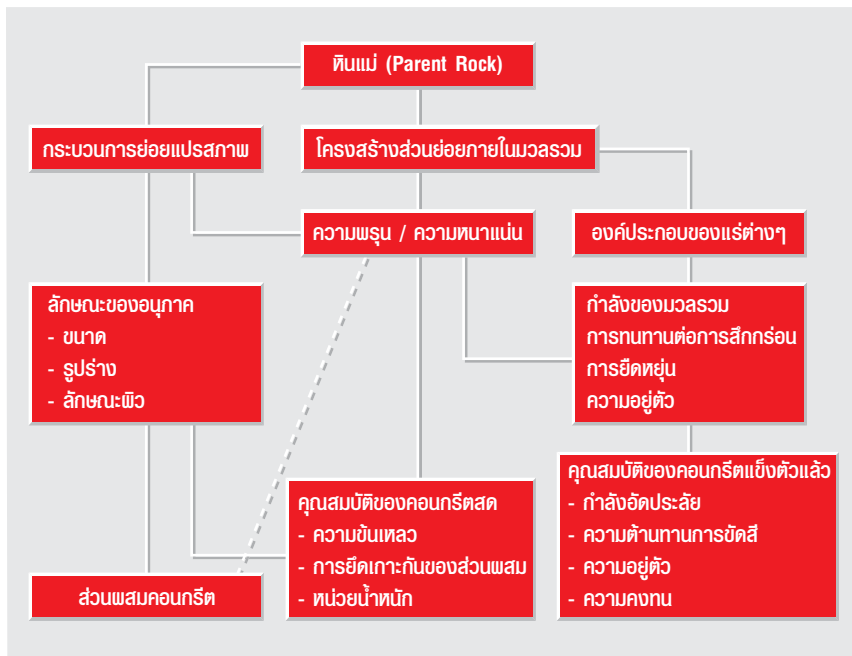 หินแม่ (Parent Rock)
กระบวนการย่อยแปรสภาพ
โครงสร้างส่วนย่อยภายในมวลรวม
ความพรุน / ความหนาแน่น
องค์ประกอบของแร่ต่างๆ
ลักษณะของอนุภาค
- ขนาด
- รูปร่าง
- ลักษณะผิว
กำลังของมวลรวม
การทนทานต่อการสึกกร่อน
การยืดหยุ่น
ความอยู่ตัว
คุณสมบัติของคอนกรีตสด
- ความข้นเหลว
- การยึดเกาะกันของส่วนผสม
- หน่วยน้ำหนัก
คุณสมบัติของคอนกรีตแข็งตัวแล้ว
- กำลังอัดประลัย
- ความต้านทานการขัดสี
- ความอยู่ตัว
- ความคงทน
ส่วนผสมคอนกรีต